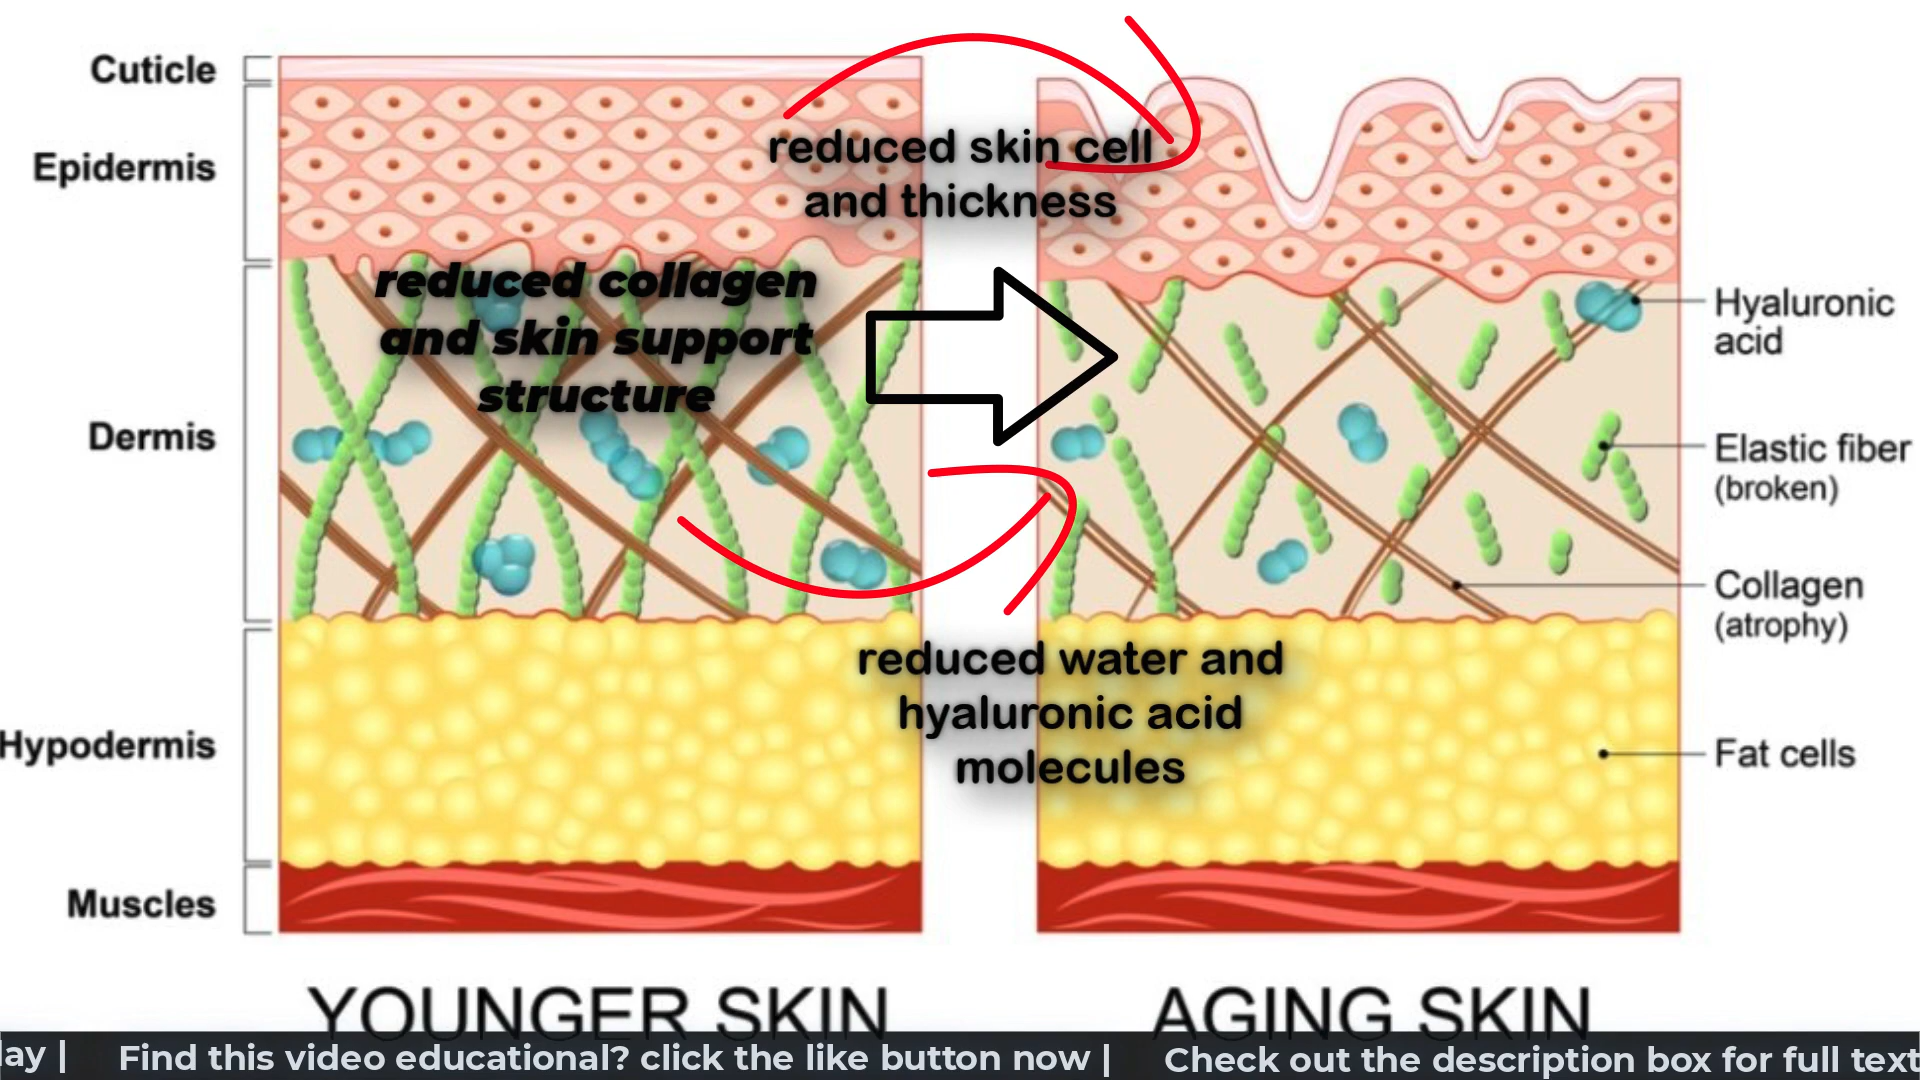 Cuticle
Epidermis
Dermis
Hypodermis
Muscles
reduced skin cell
and thickness
reduced collagen
and skin support
structure
reduced water and
hyaluronic acid
molecules
Hyaluronic
acid
Elastic fiber
(broken)
Collagen
(atrophy)
Fat cells
YOUNGER SKIN
AGING SKIN
lay | Find this video educational? click the like button now | Check out the description box for full text